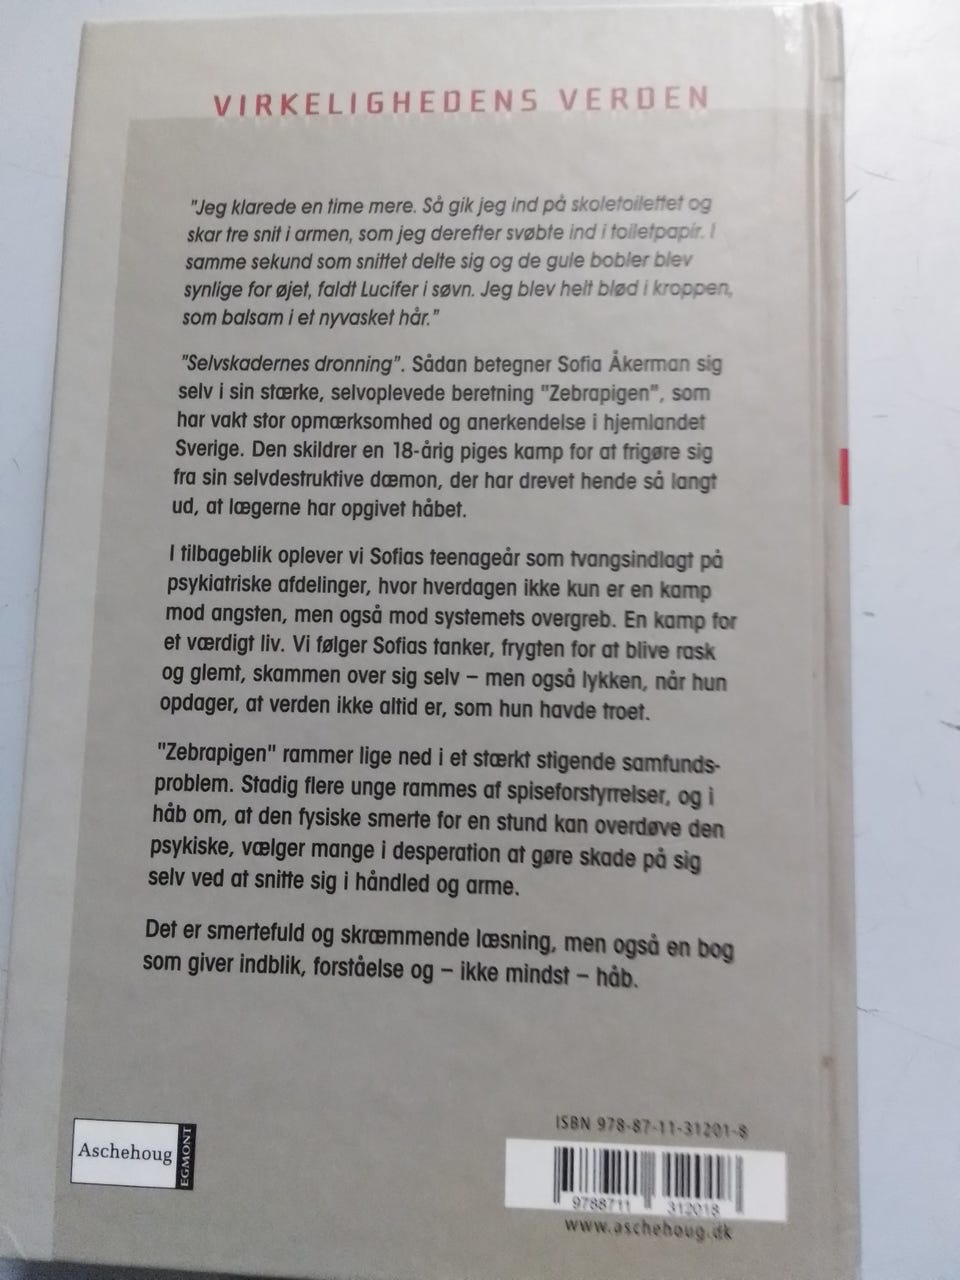 VIRKELIGHEDENS VERDEN
"Jeg klarede en time mere. Så gik jeg ind på skoletoilettet og
skar tre snit i armen, som jeg derefter svøbte ind i toiletpapir. I
samme sekund som snittet delte sig og de gule bobler blev
synlige for øjet, faldt Lucifer i søvn. Jeg blev helt blød i kroppen,
som balsam i et nyvasket hår."
"Selvskadernes dronning". Sådan betegner Sofia Åkerman sig
selv i sin stærke, selvoplevede beretning "Zebrapigen", som
har vakt stor opmærksomhed og anerkendelse i hjemlandet
Sverige. Den skildrer en 18-årig piges kamp for at frigøre sig
fra sin selvdestruktive dæmon, der har drevet hende så langt
ud, at lægerne har opgivet håbet.
I tilbageblik oplever vi Sofias teenageår som tvangsindlagt på
psykiatriske afdelinger, hvor hverdagen ikke kun er en kamp
mod angsten, men også mod systemets overgreb. En kamp for
et værdigt liv. Vi følger Sofias tanker, frygten for at blive rask
og glemt, skammen over sig selv – men også lykken, når hun
opdager, at verden ikke altid er, som hun havde troet.
"Zebrapigen" rammer lige ned i et stærkt stigende samfunds-
problem. Stadig flere unge rammes af spiseforstyrrelser, og i
håb om, at den fysiske smerte for en stund kan overdøve den
psykiske, vælger mange i desperation at gøre skade på sig
selv ved at snitte sig i håndled og arme.
Det er smertefuld og skræmmende læsning, men også en bog
som giver indblik, forståelse og – ikke mindst – håb.
Aschehoug
EGMONT
ISBN 978-87-11-31201-8
9788711 312018
www.aschehoug.dk